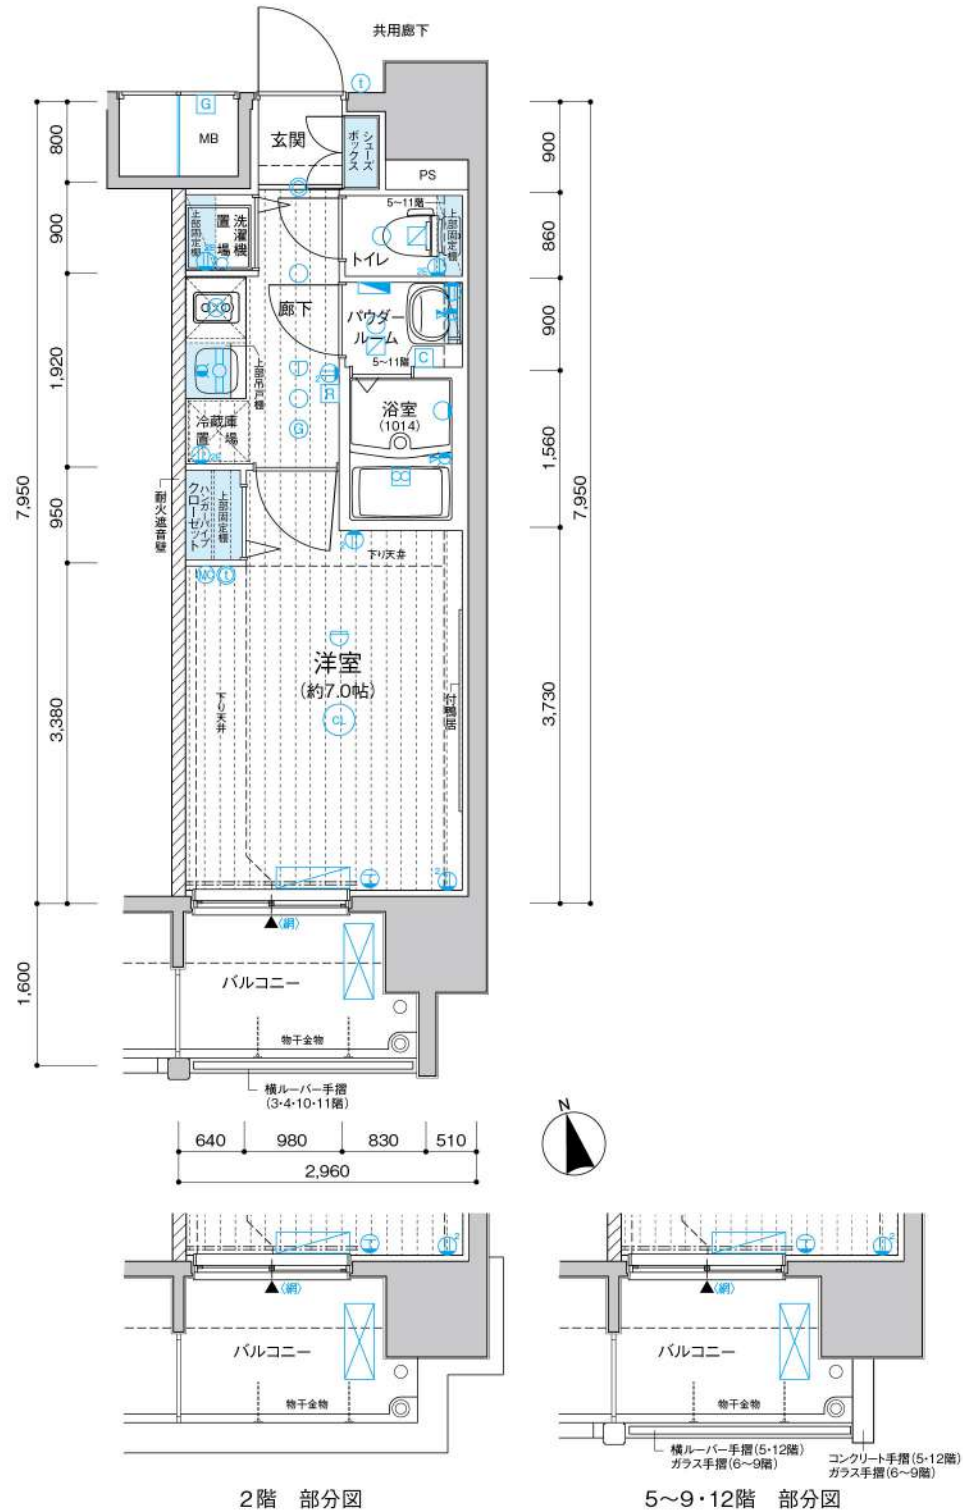 共用廊下
t
G
MB
玄関
シューズ
ボックス
PS
800
900
1,920
950
3,380
7,950
1,600
900
860
900
1,560
3,730
7,950
上部固定棚
洗濯機
置場
5〜11階
上部固定棚
トイレ
廊下
パウダー
ルーム
5〜11階
C
上部吊戸棚
R
G
冷蔵庫
置場
浴室
(1014)
耐火遮音壁
クローゼット
ハンガーパイプ
上部固定棚
2
下り天井
MC
t
洋室
(約7.0帖)
CL
下り天井
付鴨居
2
〈網〉
バルコニー
物干金物
横ルーバー手摺
(3・4・10・11階)
640
980
830
510
2,960
N
〈網〉
2
バルコニー
物干金物
2階 部分図
〈網〉
2
バルコニー
物干金物
横ルーバー手摺(5・12階)
ガラス手摺(6〜9階)
コンクリート手摺(5・12階)
ガラス手摺(6〜9階)
5〜9・12階 部分図